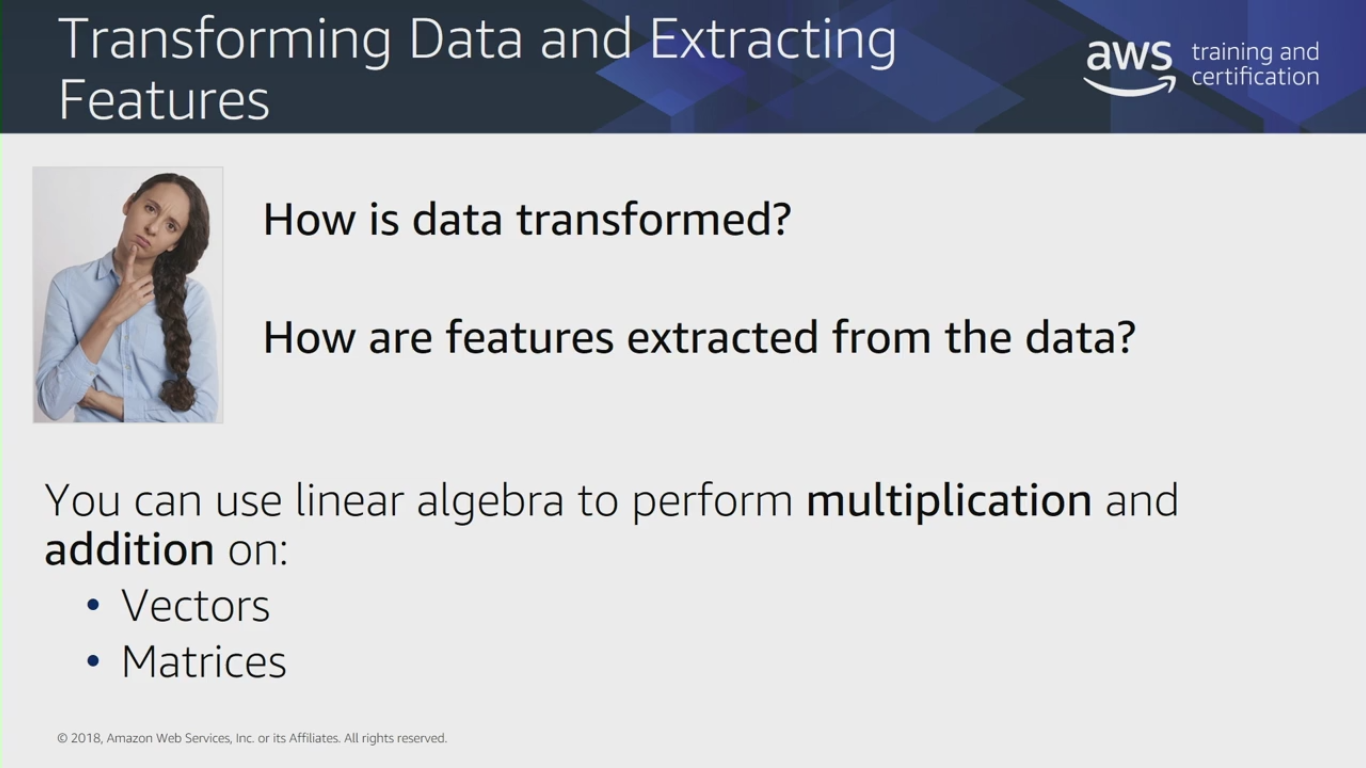 Transforming Data and Extracting
Features
aws training and
certification
How is data transformed?
How are features extracted from the data?
You can use linear algebra to perform multiplication and
addition on:
• Vectors
• Matrices
© 2018, Amazon Web Services, Inc. or its Affiliates. All rights reserved.